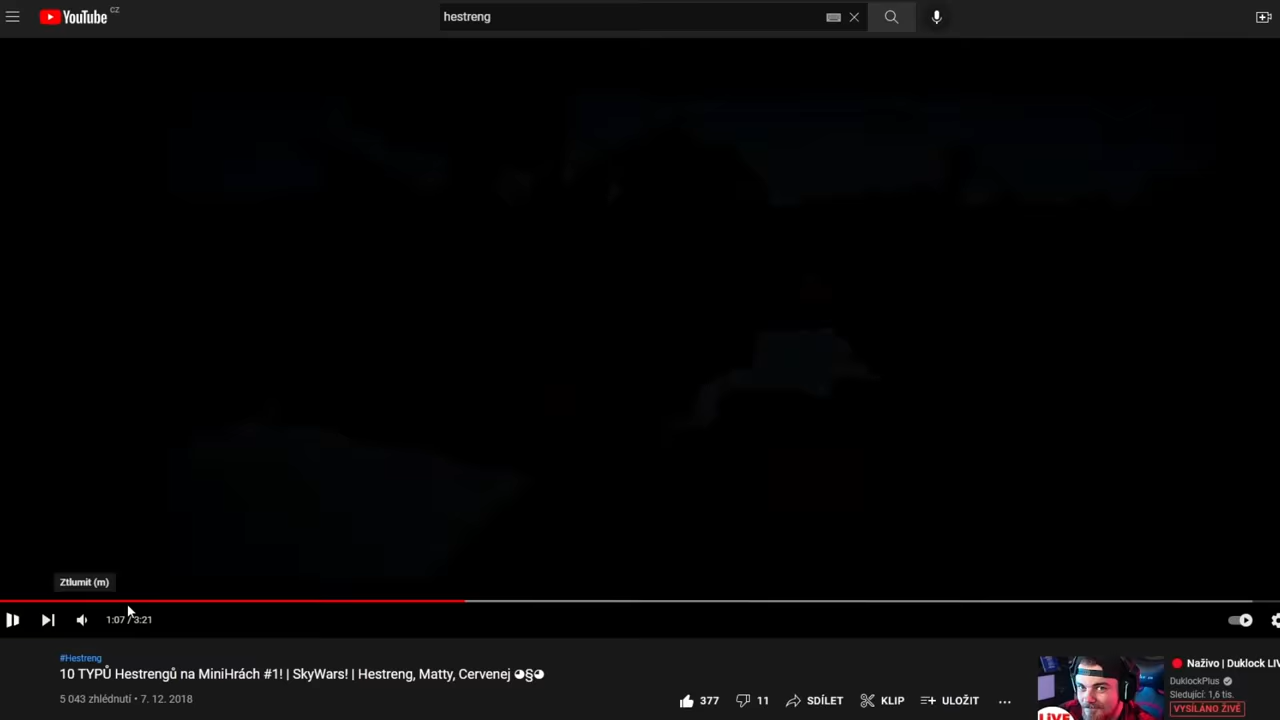 YouTube CZ
hestreng
Ztlumit (m)
1:07 / 3:21
#Hestreng
10 TYPŮ Hestrengů na MiniHrách #1! | SkyWars! | Hestreng, Matty, Cervenej ◕§◕
5 043 zhlédnutí • 7. 12. 2018
377
11
SDÍLET
KLIP
ULOŽIT
...
LIVE
Naživo | Duklock LIV
DuklockPlus
Sledující: 1,6 tis.
VYSÍLÁNO ŽIVĚ